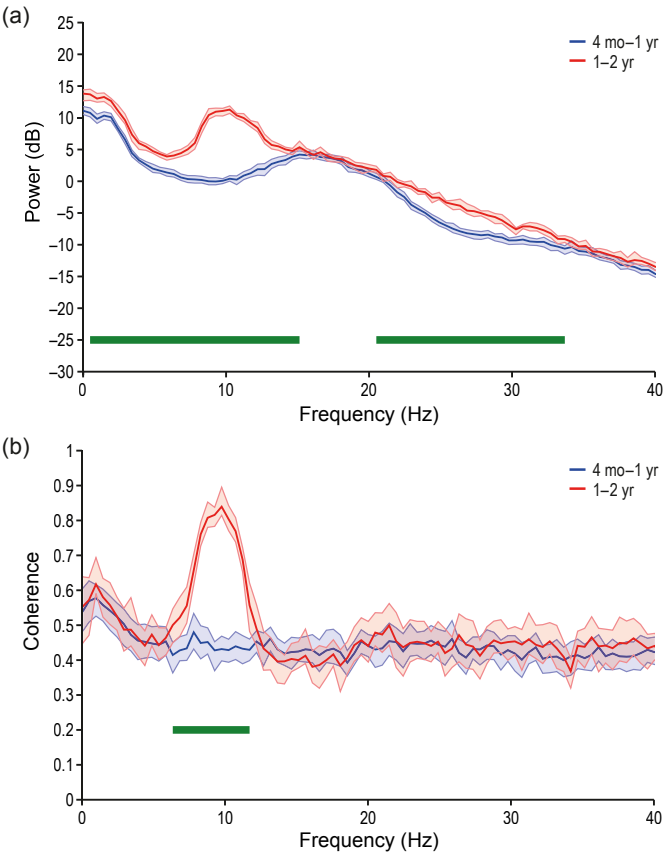 (a)
25
20
15
10
5
0
–5
–10
–15
–20
–25
–30
Power (dB)
4 mo–1 yr
1–2 yr
0 10 20 30 40
Frequency (Hz)
(b)
1
0.9
0.8
0.7
0.6
0.5
0.4
0.3
0.2
0.1
0
Coherence
4 mo–1 yr
1–2 yr
0 10 20 30 40
Frequency (Hz)